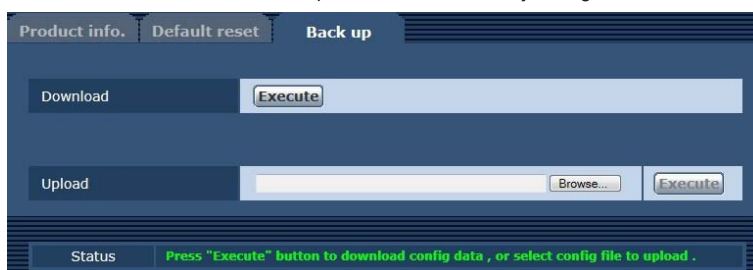 Product info. Default reset Back up
Download Execute
Upload Browse... Execute
Status Press "Execute" button to download config data , or select config file to upload .